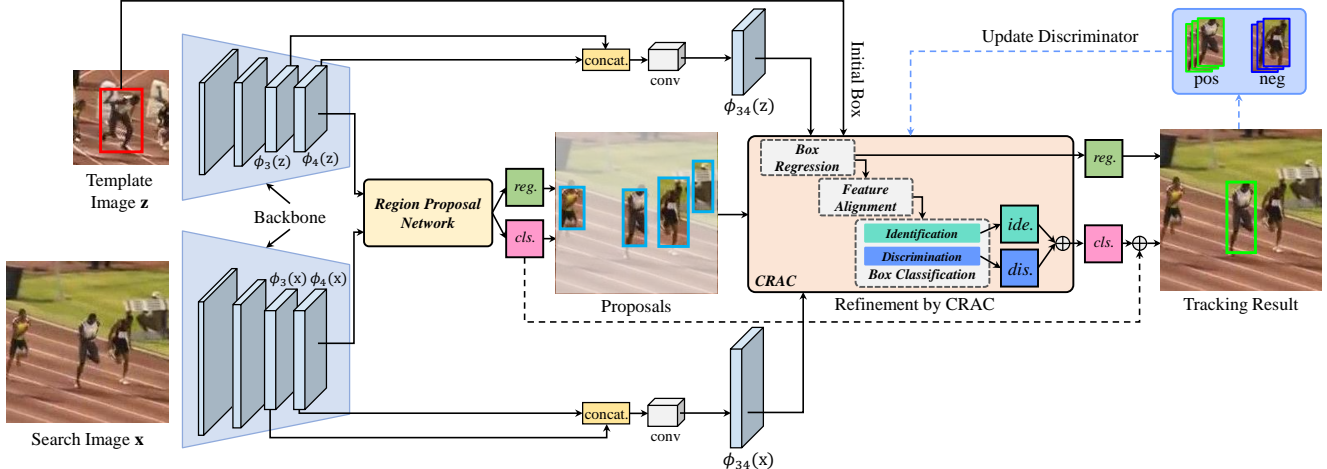 Update Discriminator
pos
neg
concat.
conv
ϕ₃₄(z)
Initial Box
ϕ₃(z)
ϕ₄(z)
Template
Image z
Backbone
Region Proposal
Network
reg.
cls.
Proposals
Box
Regression
Feature
Alignment
Identification
Discrimination
Box Classification
ide.
dis.
CRAC
Refinement by CRAC
reg.
cls.
Tracking Result
ϕ₃(x)
ϕ₄(x)
Search Image x
concat.
conv
ϕ₃₄(x)